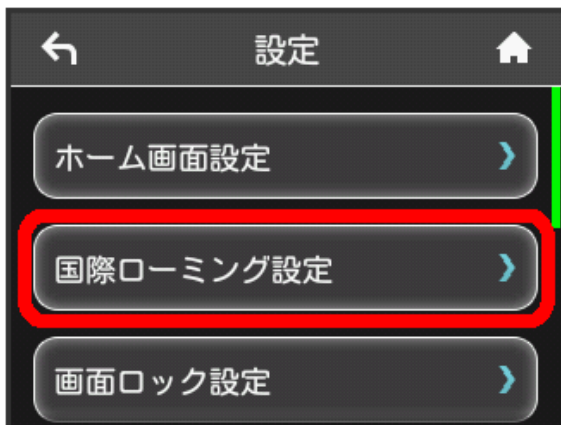 設定
ホーム画面設定
国際ローミング設定
画面ロック設定